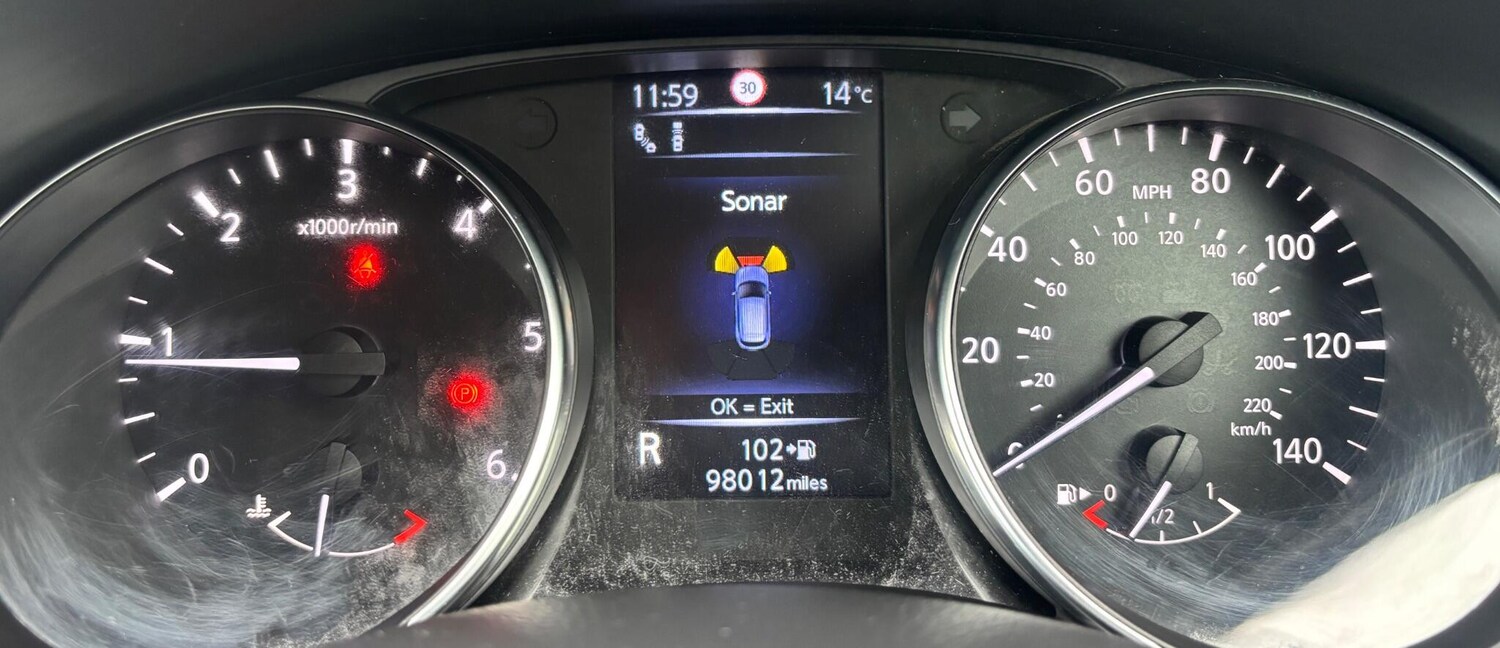 11:59 30 14°C
Sonar
OK = Exit
R 102
98012 miles
0 1 2 3 4 5 6
x1000r/min
P
0 20 40 60 80 100 120 140
MPH
20 40 60 80 100 120 140 160 180 200 220
km/h
0 1/2 1